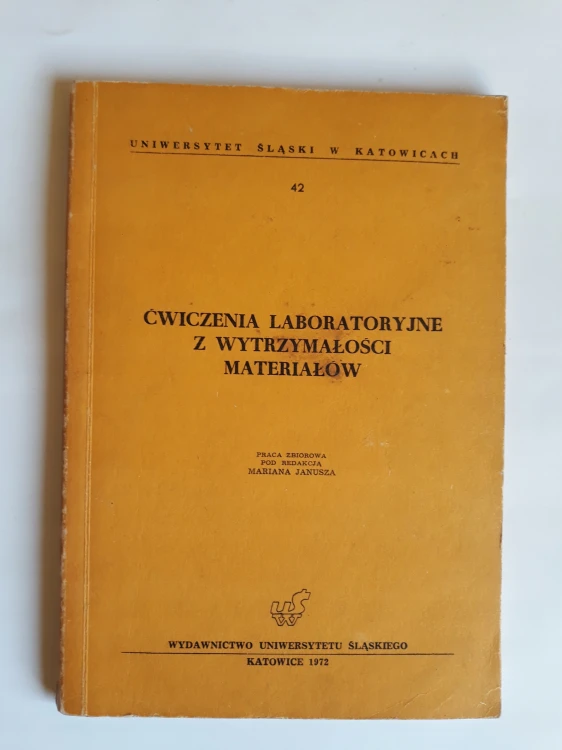 UNIWERSYTET ŚLĄSKI W KATOWICACH
42
ĆWICZENIA LABORATORYJNE
Z WYTRZYMAŁOŚCI
MATERIAŁÓW
PRACA ZBIOROWA
POD REDAKCJĄ
MARIANA JANUSZA
uś
w
WYDAWNICTWO UNIWERSYTETU ŚLĄSKIEGO
KATOWICE 1972